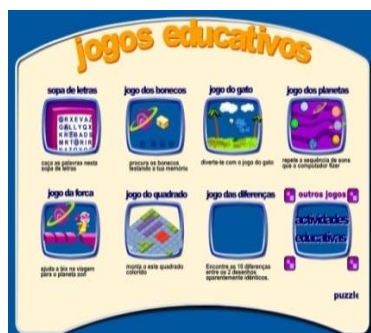 jogos educativos
sopa de letras
jogo dos bonecos
jogo do gato
jogo dos planetas
caça as palavras nesta
sopa de letras
procura os bonecos
testando a tua memória
diverte-te com o jogo do gato
repete a sequência de sons
que o computador fizer
jogo da forca
jogo do quadrado
jogo das diferenças
outros jogos
actividades
educativas
ajuda a bia na viagem
para o planeta zoit
monta o este quadrado
colorido
Encontre as 10 diferenças
entre os 2 desenhos
aparentemente idênticos.
puzzle